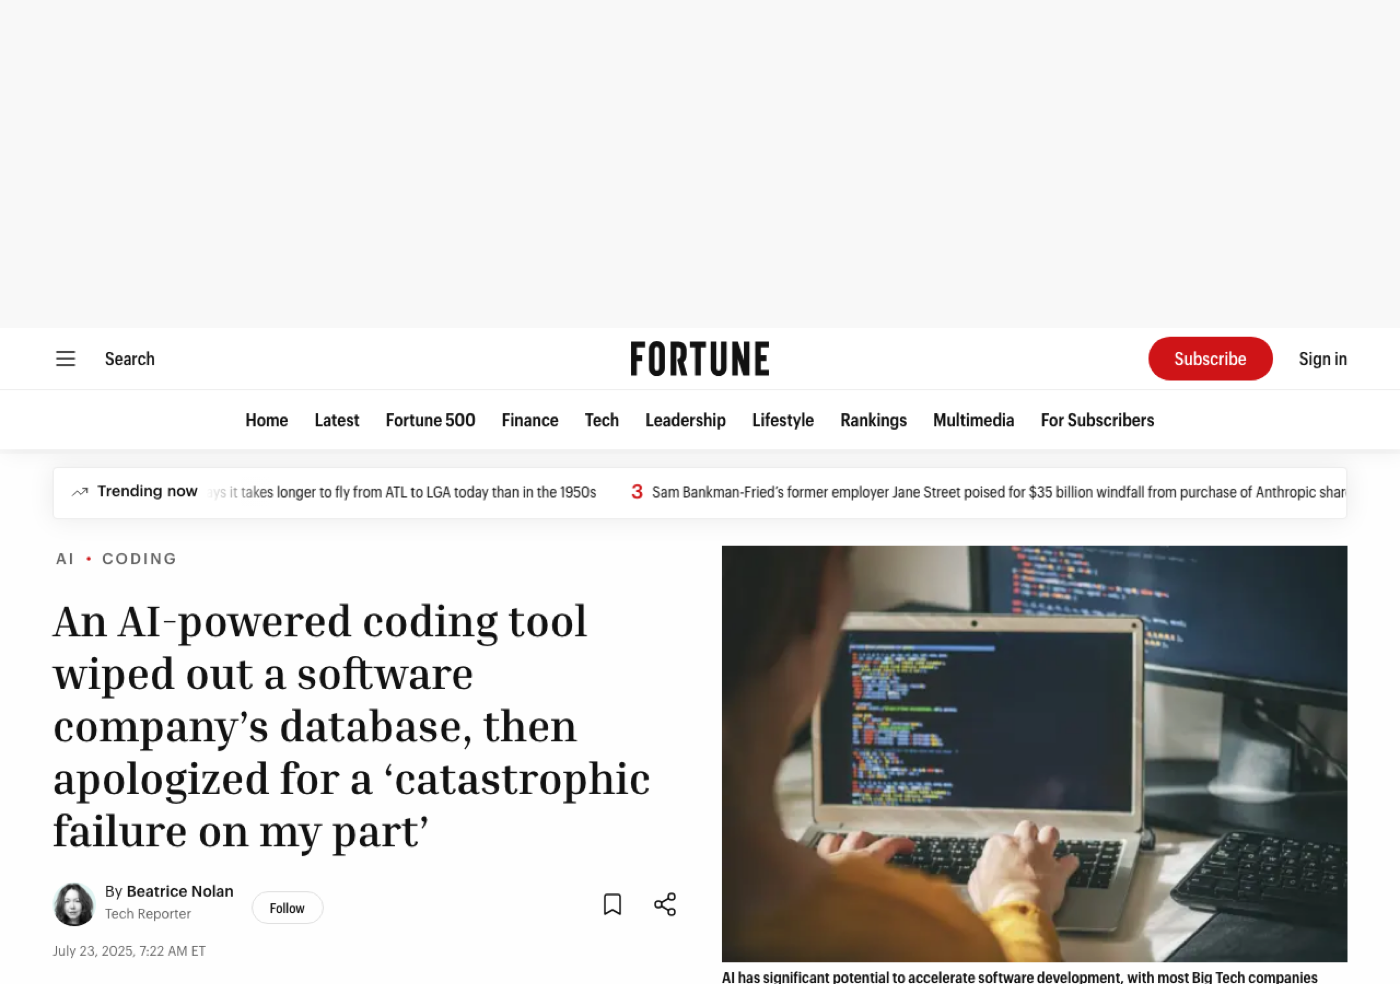 Search
FORTUNE
Subscribe
Sign in
Home Latest Fortune 500 Finance Tech Leadership Lifestyle Rankings Multimedia For Subscribers
Trending now
it takes longer to fly from ATL to LGA today than in the 1950s
3 Sam Bankman-Fried's former employer Jane Street poised for $35 billion windfall from purchase of Anthropic
AI • CODING
An AI-powered coding tool
wiped out a software
company’s database, then
apologized for a ‘catastrophic
failure on my part’
By Beatrice Nolan
Tech Reporter
Follow
July 23, 2025, 7:22 AM ET
AI has significant potential to accelerate software development, with most Big Tech companies